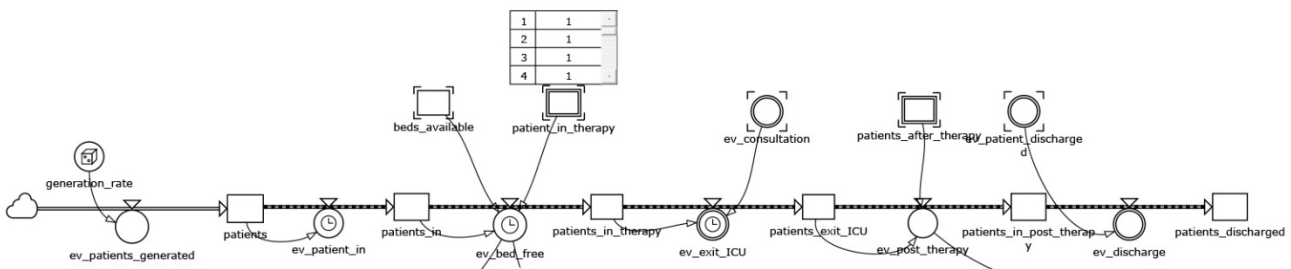 1 1
2 1
3 1
4 1
beds_available
patient_in_therapy
ev_consultation
patients_after_therapy
ev_patient_discharge
d
generation_rate
patients
patients_in
patients_in_therapy
patients_exit_ICU
patients_in_post_therap
y
patients_discharged
ev_patients_generated
ev_patient_in
ev_bed_free
ev_exit_ICU
ev_post_therapy
ev_discharge